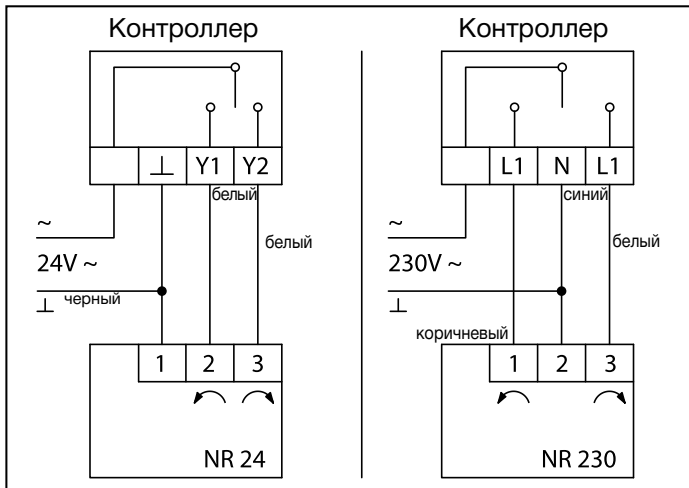 Контроллер
⊥ Y1 Y2
белый
~
24V ~
белый
⊥ черный
1 2 3
NR 24
Контроллер
L1 N L1
синий
~
230V ~
белый
⊥
коричневый
1 2 3
NR 230